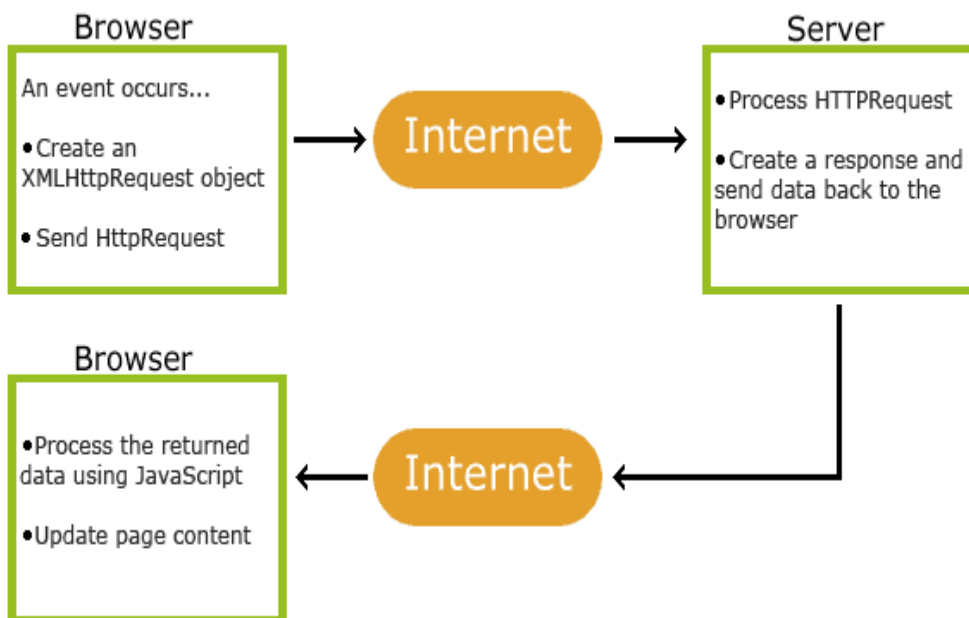 Browser
An event occurs...
•Create an
XMLHttpRequest object
•Send HttpRequest
Internet
Server
•Process HTTPRequest
•Create a response and
send data back to the
browser
Browser
•Process the returned
data using JavaScript
•Update page content
Internet